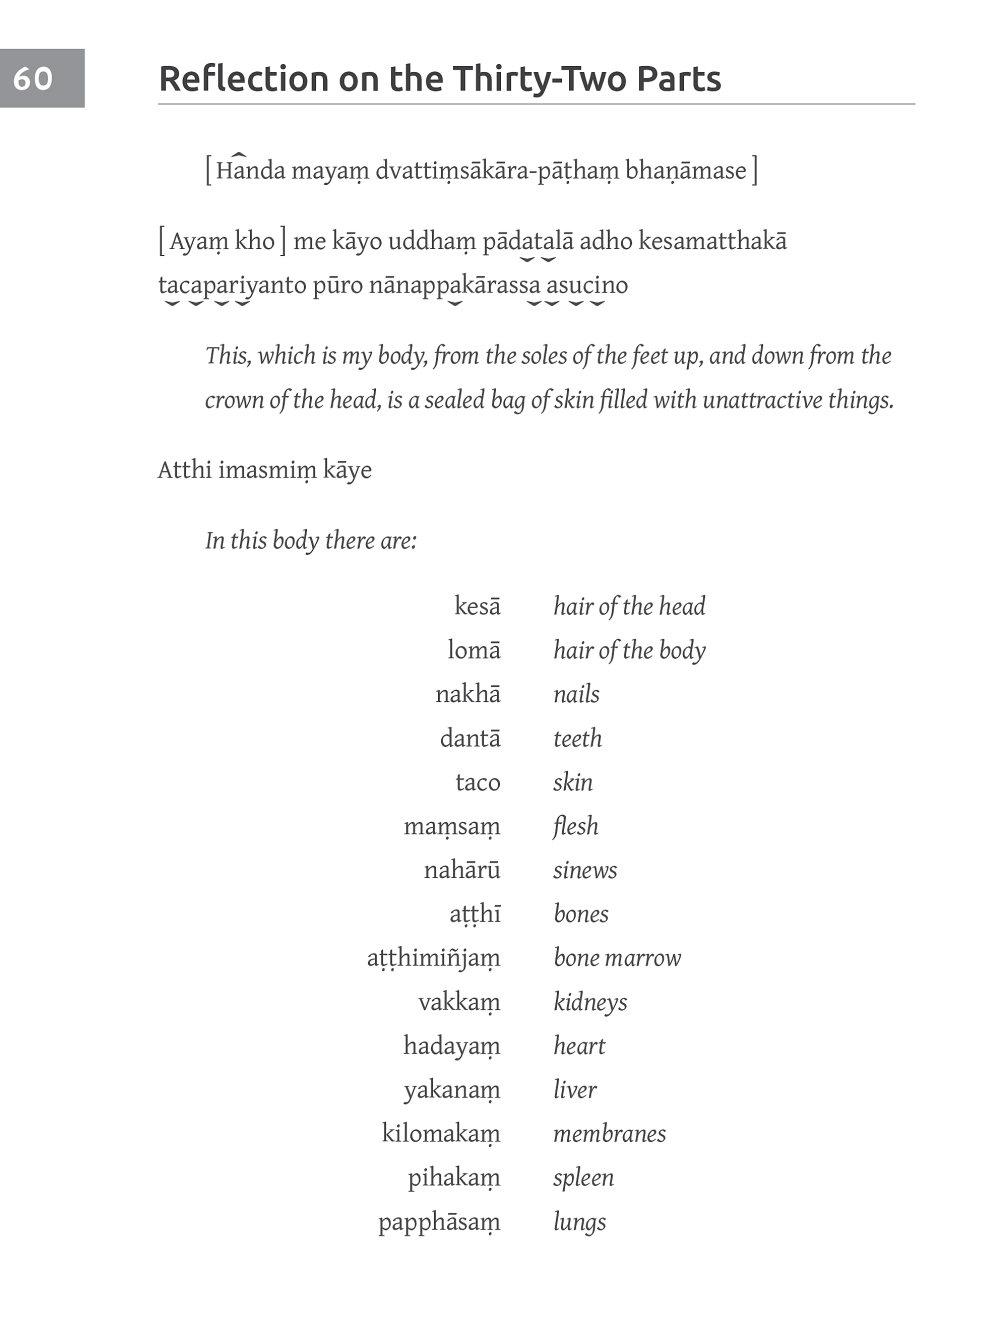 60
Reflection on the Thirty-Two Parts
[ Handa mayaṃ dvattiṃsākāra-pāṭhaṃ bhaṇāmase ]
[ Ayaṃ kho ] me kāyo uddhaṃ pādatalā adho kesamatthakā
tacapariyanto pūro nānappakārassa asucino
This, which is my body, from the soles of the feet up, and down from the
crown of the head, is a sealed bag of skin filled with unattractive things.
Atthi imasmiṃ kāye
In this body there are:
kesā hair of the head
lomā hair of the body
nakhā nails
dantā teeth
taco skin
maṃsaṃ flesh
nahārū sinews
aṭṭhī bones
aṭṭhimiñjaṃ bone marrow
vakkaṃ kidneys
hadayaṃ heart
yakanaṃ liver
kilomakaṃ membranes
pihakaṃ spleen
papphāsaṃ lungs